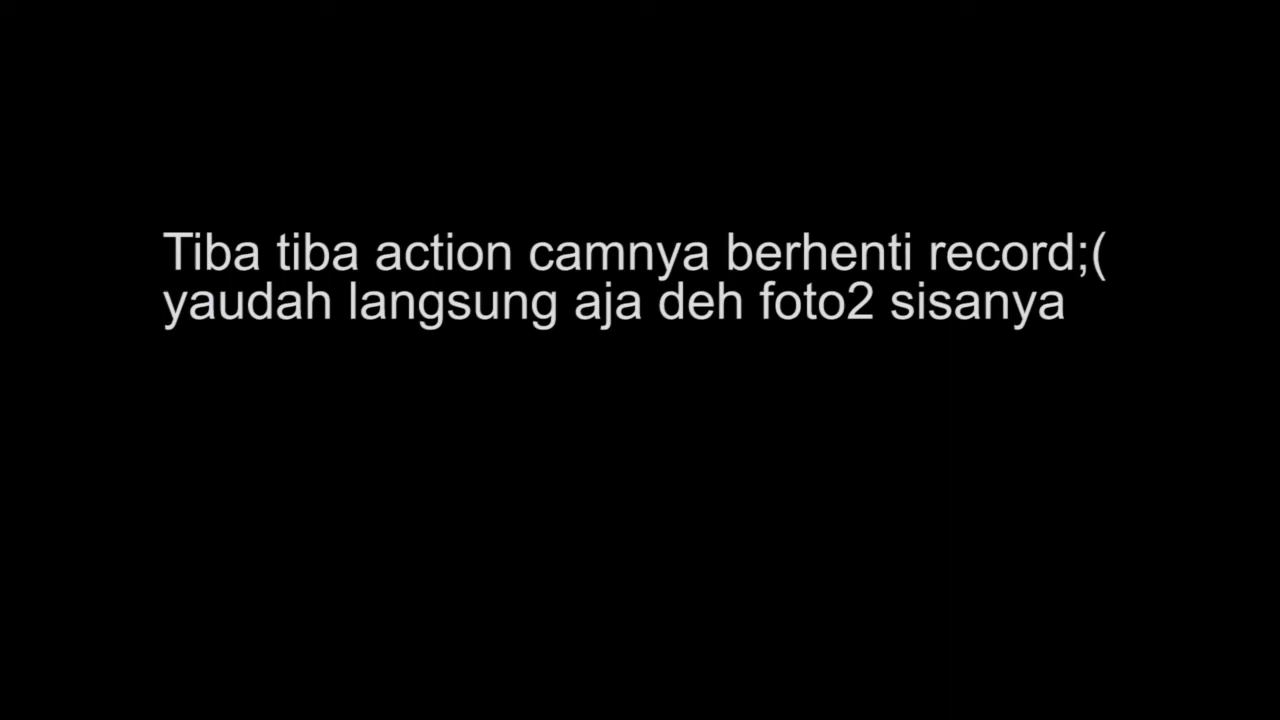 Tiba tiba action camnya berhenti record;(
yaudah langsung aja deh foto2 sisanya